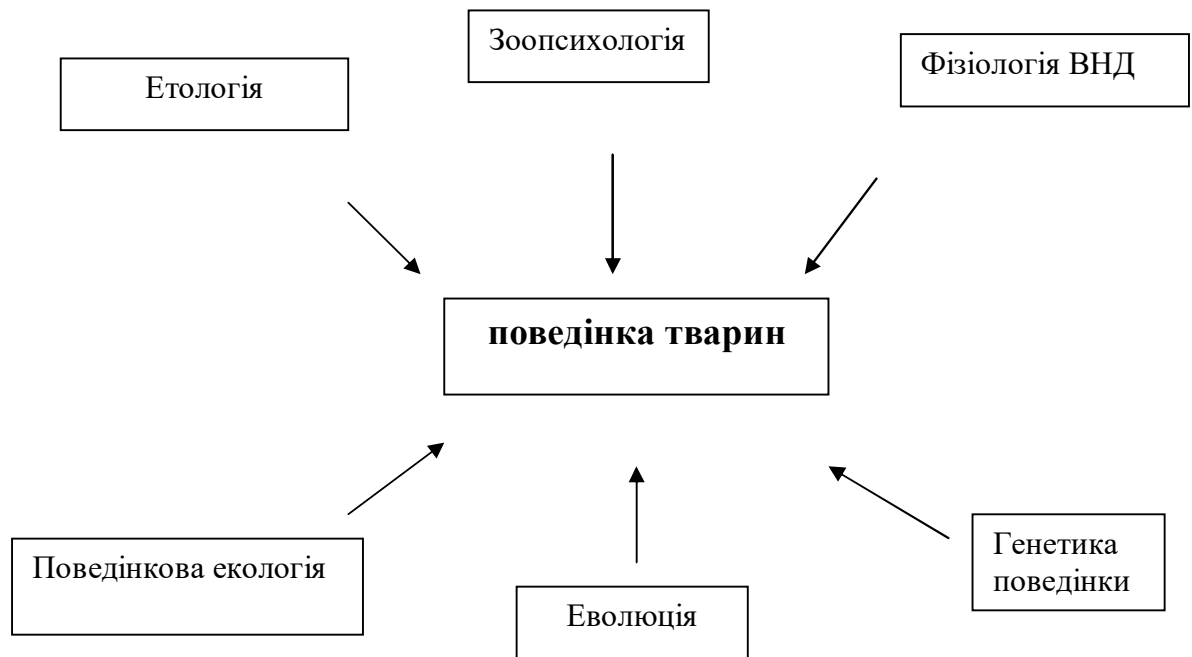 Зоопсихологія
Етологія
Фізіологія ВНД
поведінка тварин
Поведінкова екологія
Еволюція
Генетика
поведінки